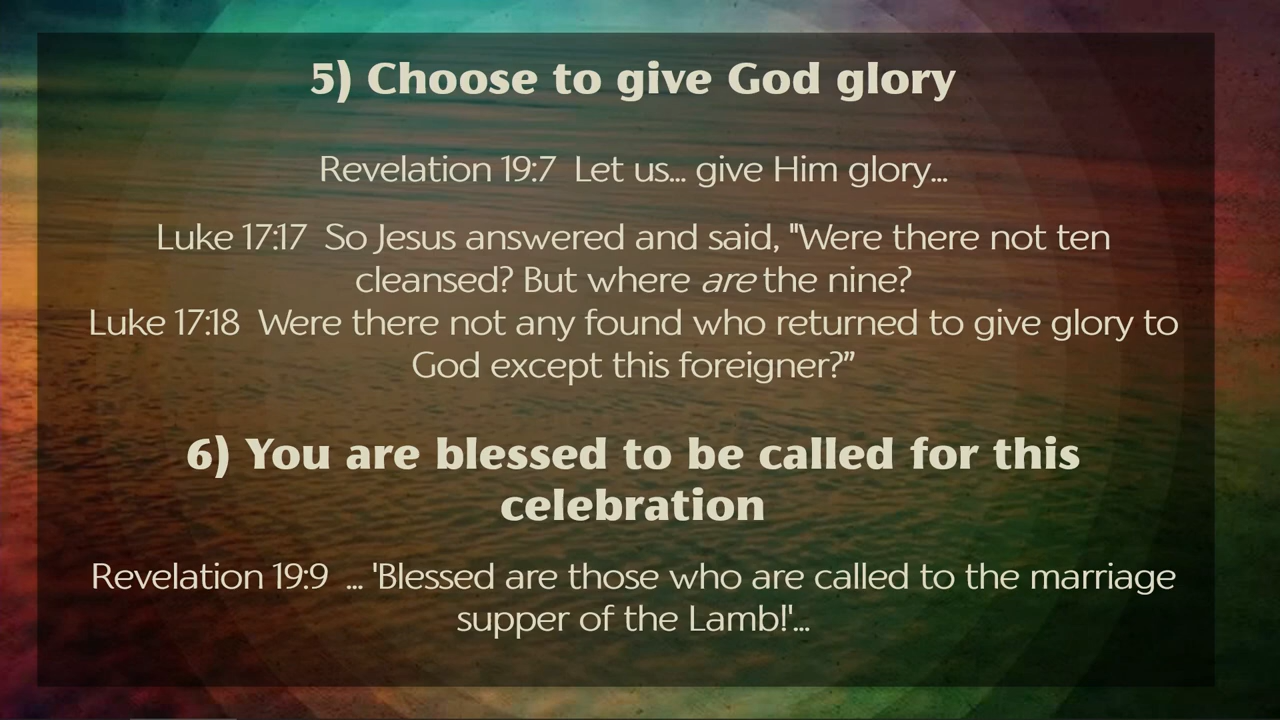 5) Choose to give God glory
Revelation 19:7  Let us... give Him glory...
Luke 17:17  So Jesus answered and said, "Were there not ten
cleansed? But where are the nine?
Luke 17:18  Were there not any found who returned to give glory to
God except this foreigner?”
6) You are blessed to be called for this
celebration
Revelation 19:9  ... 'Blessed are those who are called to the marriage
supper of the Lamb!'...